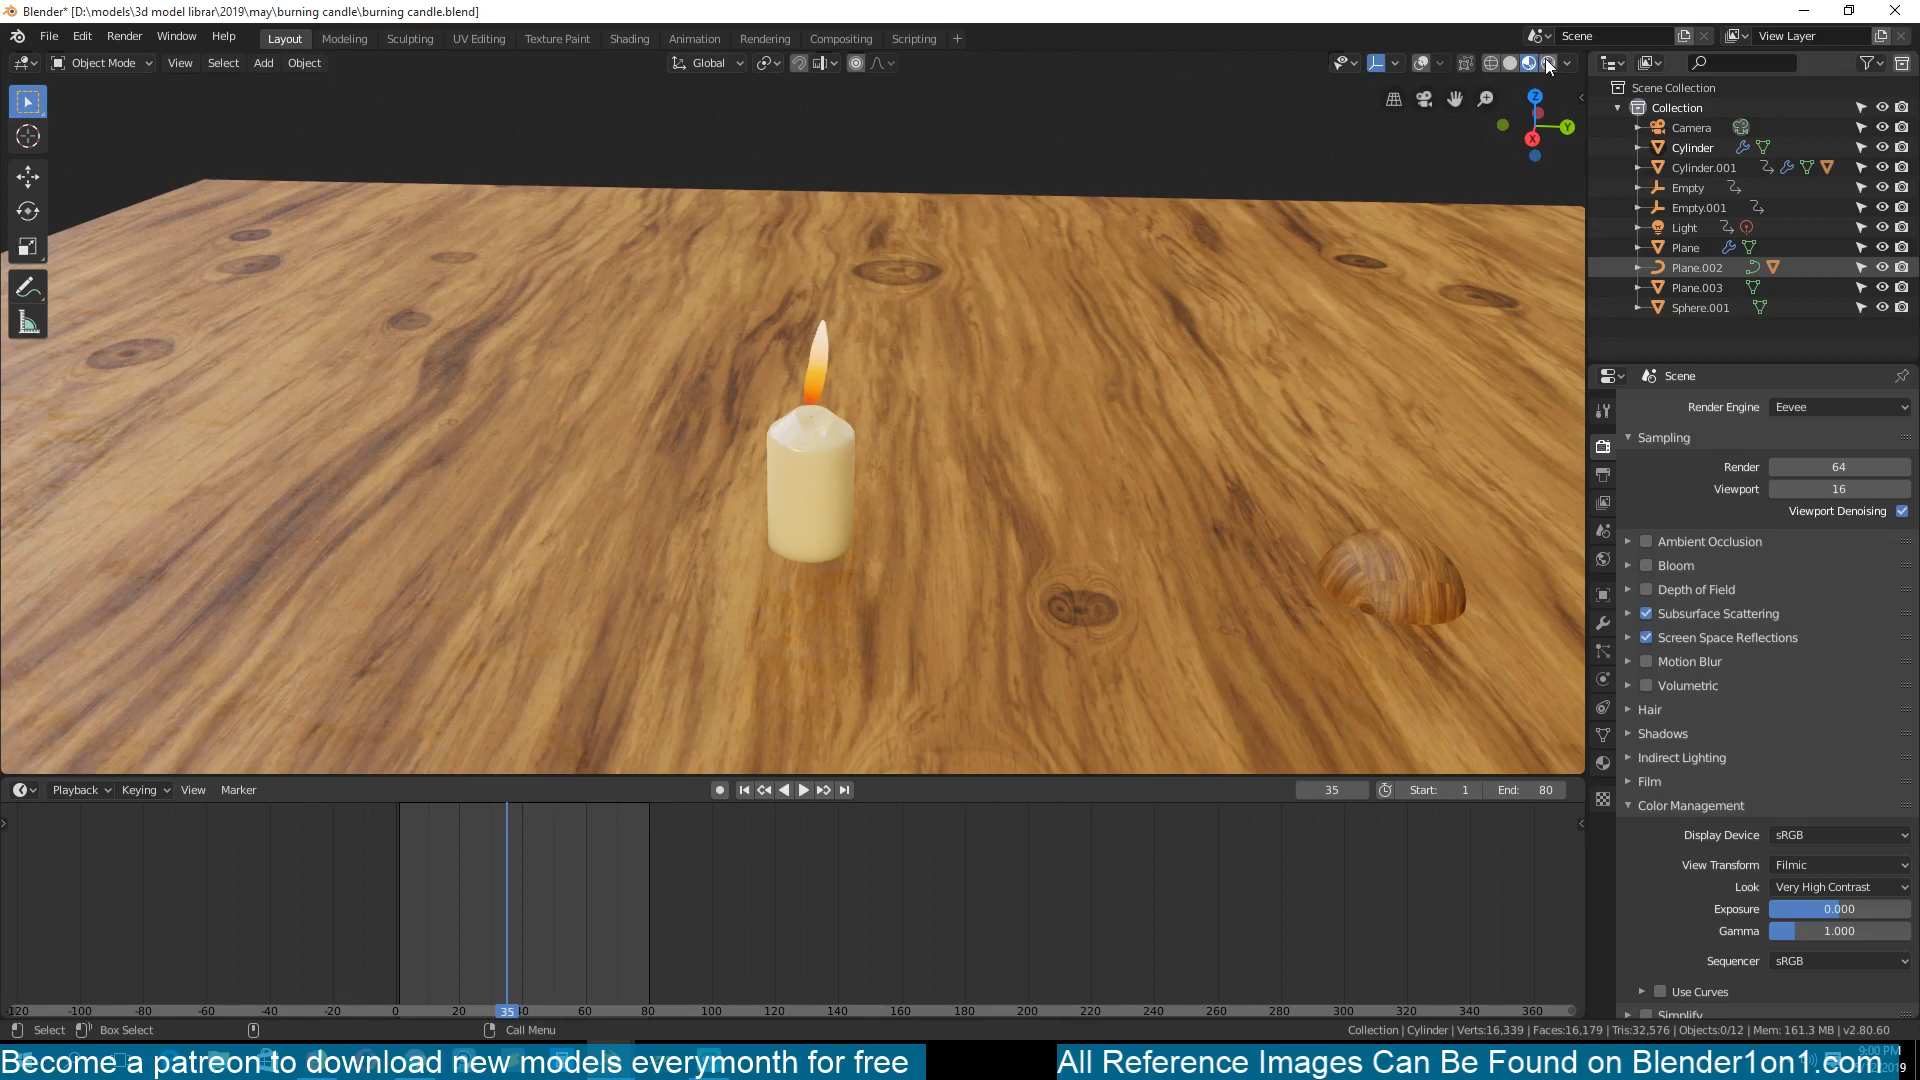 Blender* [D:\models\3d model librar\2019\may\burning candle\burning candle.blend]
File Edit Render Window Help Layout Modeling Sculpting UV Editing Texture Paint Shading Animation Rendering Compositing Scripting + Scene View Layer
Object Mode View Select Add Object Global
Z
Y
X
Scene Collection
Collection
Camera
Cylinder
Cylinder.001
Empty
Empty.001
Light
Plane
Plane.002
Plane.003
Sphere.001
Scene
Render Engine Eevee
Sampling
Render 64
Viewport 16
Viewport Denoising
Ambient Occlusion
Bloom
Depth of Field
Subsurface Scattering
Screen Space Reflections
Motion Blur
Volumetric
Hair
Shadows
Indirect Lighting
Film
Color Management
Display Device sRGB
View Transform Filmic
Look Very High Contrast
Exposure 0.000
Gamma 1.000
Sequencer sRGB
Use Curves
Simplify
Playback Keying View Marker 35 Start: 1 End: 80
-120 -100 -80 -60 -40 -20 0 20 35 40 60 80 100 120 140 160 180 200 220 240 260 280 300 320 340 360
Select Box Select Call Menu Collection | Cylinder | Verts:16,339 | Faces:16,179 | Tris:32,576 | Objects:0/12 | Mem: 161.3 MB | v2.80.60
Become a patreon to download new models everymonth for free
All Reference Images Can Be Found on Blender1on1.com
9:00 PM